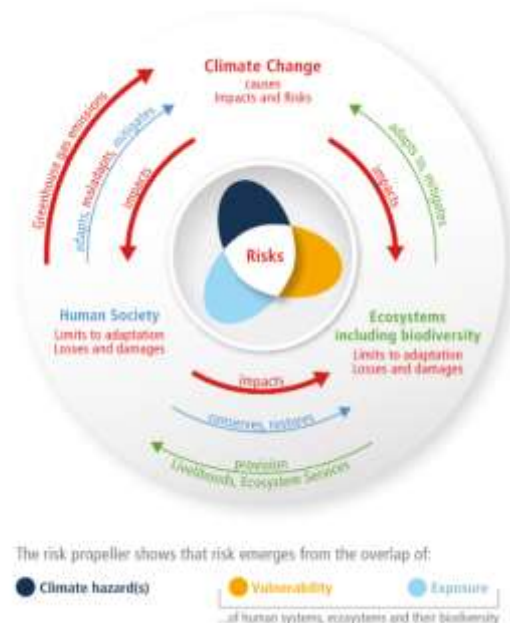 Climate Change
causes
Impacts and Risks
Greenhouse gas emissions
adapts, maladapts, mitigates
impacts
impacts
adapts to, mitigates
Risks
Human Society
Limits to adaptation
Losses and damages
Ecosystems
including biodiversity
Limits to adaptation
Losses and damages
impacts
conserves, restores
provision
Livelihoods, Ecosystem Services
The risk propeller shows that risk emerges from the overlap of:
Climate hazard(s) Vulnerability Exposure
...of human systems, ecosystems and their biodiversity